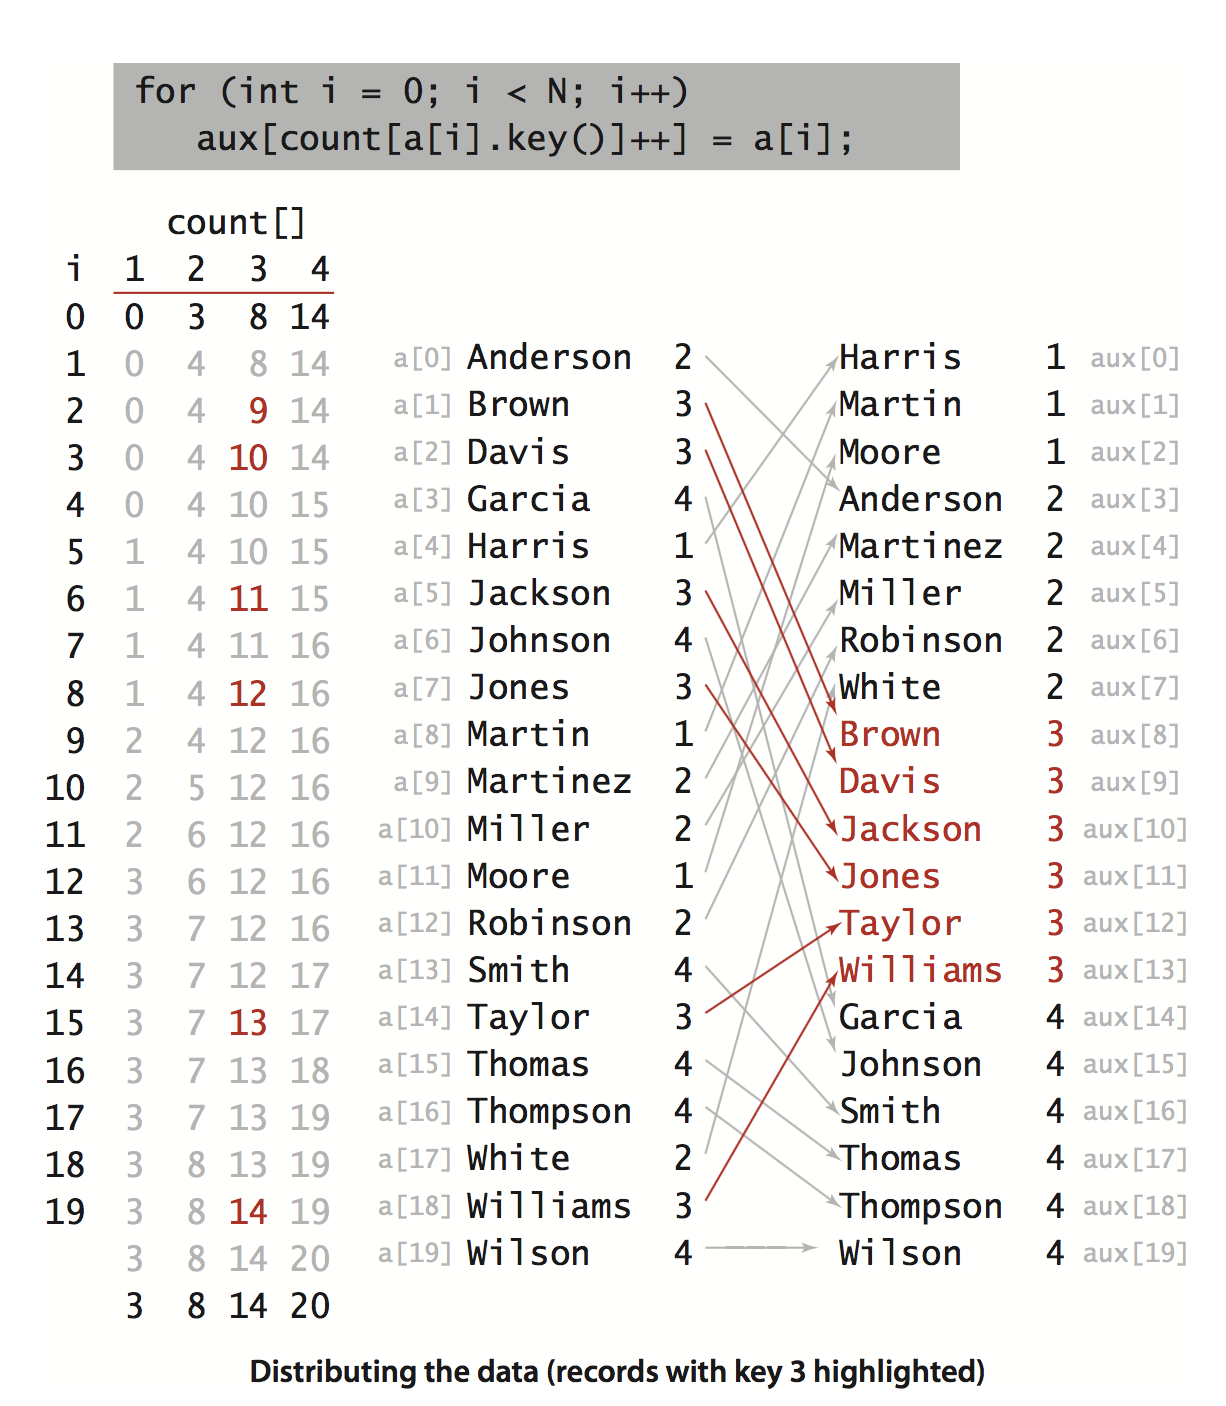 for (int i = 0; i < N; i++)
aux[count[a[i].key()]++] = a[i];
count[]
i 1 2 3 4
0 0 3 8 14
1 0 4 8 14 a[0] Anderson 2 Harris 1 aux[0]
2 0 4 9 14 a[1] Brown 3 Martin 1 aux[1]
3 0 4 10 14 a[2] Davis 3 Moore 1 aux[2]
4 0 4 10 15 a[3] Garcia 4 Anderson 2 aux[3]
5 1 4 10 15 a[4] Harris 1 Martinez 2 aux[4]
6 1 4 11 15 a[5] Jackson 3 Miller 2 aux[5]
7 1 4 11 16 a[6] Johnson 4 Robinson 2 aux[6]
8 1 4 12 16 a[7] Jones 3 White 2 aux[7]
9 2 4 12 16 a[8] Martin 1 Brown 3 aux[8]
10 2 5 12 16 a[9] Martinez 2 Davis 3 aux[9]
11 2 6 12 16 a[10] Miller 2 Jackson 3 aux[10]
12 3 6 12 16 a[11] Moore 1 Jones 3 aux[11]
13 3 7 12 16 a[12] Robinson 2 Taylor 3 aux[12]
14 3 7 12 17 a[13] Smith 4 Williams 3 aux[13]
15 3 7 13 17 a[14] Taylor 3 Garcia 4 aux[14]
16 3 7 13 18 a[15] Thomas 4 Johnson 4 aux[15]
17 3 7 13 19 a[16] Thompson 4 Smith 4 aux[16]
18 3 8 13 19 a[17] White 2 Thomas 4 aux[17]
19 3 8 14 19 a[18] Williams 3 Thompson 4 aux[18]
3 8 14 20 a[19] Wilson 4 Wilson 4 aux[19]
3 8 14 20
Distributing the data (records with key 3 highlighted)